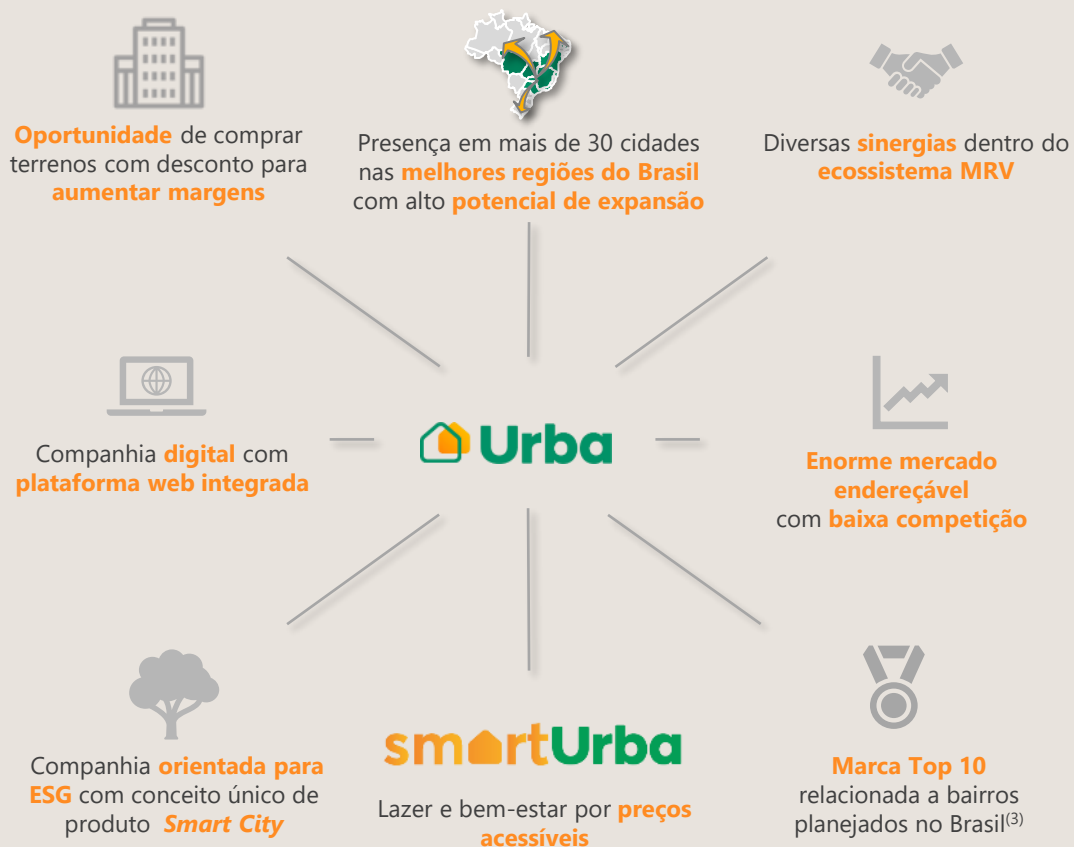 Oportunidade de comprar
terrenos com desconto para
aumentar margens
Presença em mais de 30 cidades
nas melhores regiões do Brasil
com alto potencial de expansão
Diversas sinergias dentro do
ecossistema MRV
Companhia digital com
plataforma web integrada
Urba
Enorme mercado
endereçável
com baixa competição
Companhia orientada para
ESG com conceito único de
produto Smart City
smartUrba
Lazer e bem-estar por preços
acessíveis
Marca Top 10
relacionada a bairros
planejados no Brasil(3)